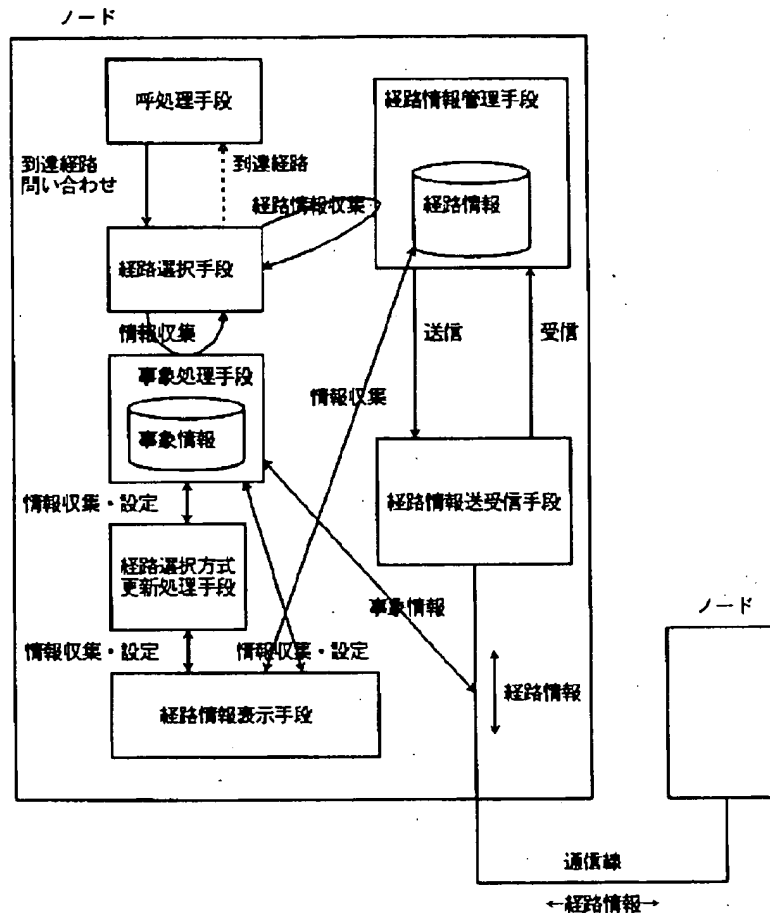 ノード
呼処理手段
経路情報管理手段
到達経路
問い合わせ
到達経路
経路情報収集
経路情報
経路選択手段
情報収集
送信
受信
事象処理手段
事象情報
情報収集
情報収集・設定
経路情報送受信手段
経路選択方式
更新処理手段
事象情報
ノード
情報収集・設定
情報収集・設定
経路情報
経路情報表示手段
通信線
←経路情報→